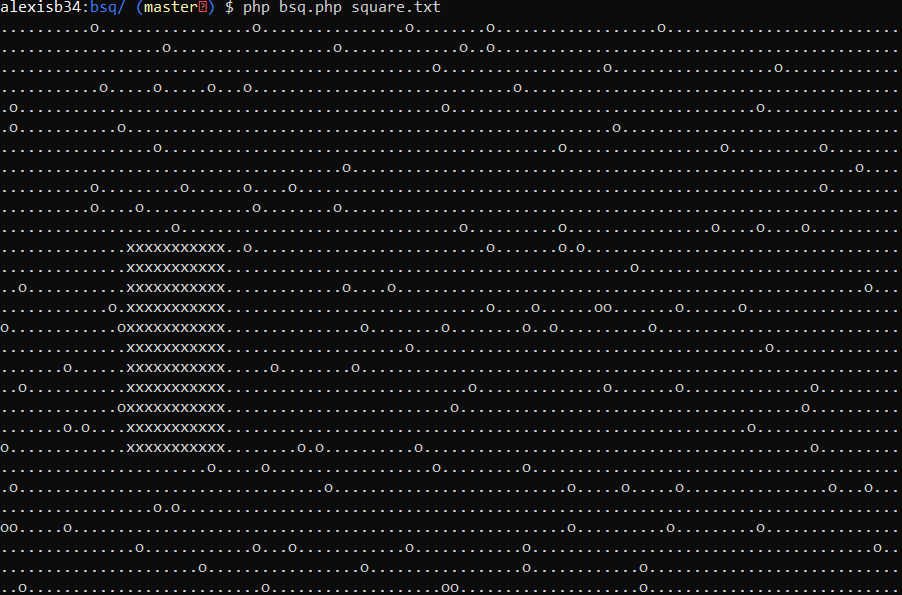 alexisb34:bsq/ (master) $ php bsq.php square.txt
..........o.................o................o........o..................o..........................
..................o..................o.............o..o.............................................
................................................o..................o..................o.............
...........o.....o.....o...o.............................o..........................................
.o...............................................o..................................o...............
.o...........o......................................................o...............................
.................o............................................o.................o..........o........
......................................o........................................................o....
..........o.........o......o....o..........................................................o........
..........o....o............o........o..............................................................
...................o...............................o..........o................o....o....o..........
..............xxxxxxxxxxx..o..........................o.......o.o...................................
..............xxxxxxxxxxx.............................................o.............................
..o...........xxxxxxxxxxx.............o....o....................................................o...
............o.xxxxxxxxxxx.............................o....o......oo.......o......o.................
o............oxxxxxxxxxxx...............o........o........o..o..........o...........................
..............xxxxxxxxxxx....................o.......................................o..............
.......o......xxxxxxxxxxx.....o........o............................................................
..o...........xxxxxxxxxxx...........................o..............o.......o..............o.........
.............oxxxxxxxxxxx.........................o......................................o..........
.......o.o....xxxxxxxxxxx..........................................................o................
o.............xxxxxxxxxxx........o.o..........o...........................................o.........
.......................o.....o..................o.........o.........................................
.o..................................o..........................o.....o.....o................o...o...
.................o.o................................................................................
oo.....o.......................................................o..........o.........o...............
...............o............o...o............o............o......................................o..
......................o.................o.................o............o............................
..o..........................o...................oo....................o............................